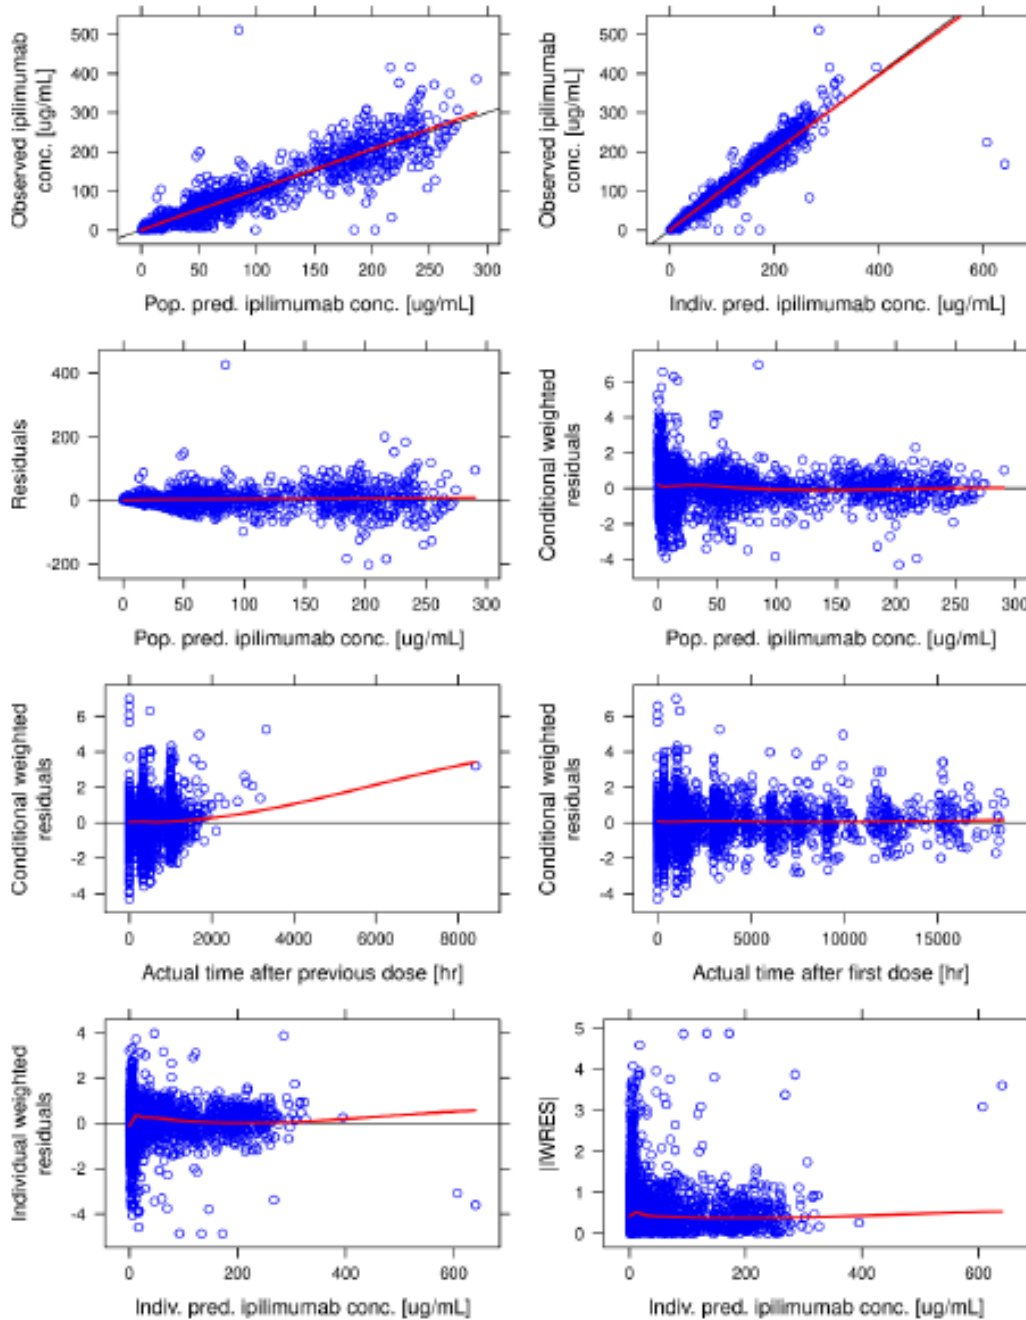 Observed ipilimumab
conc. [ug/mL]
500
400
300
200
100
0
0 50 100 150 200 250 300
Pop. pred. ipilimumab conc. [ug/mL]
Observed ipilimumab
conc. [ug/mL]
500
400
300
200
100
0
0 200 400 600
Indiv. pred. ipilimumab conc. [ug/mL]
Residuals
400
200
0
-200
0 50 100 150 200 250 300
Pop. pred. ipilimumab conc. [ug/mL]
Conditional weighted
residuals
6
4
2
0
-2
-4
0 50 100 150 200 250 300
Pop. pred. ipilimumab conc. [ug/mL]
Conditional weighted
residuals
6
4
2
0
-2
-4
0 2000 4000 6000 8000
Actual time after previous dose [hr]
Conditional weighted
residuals
6
4
2
0
-2
-4
0 5000 10000 15000
Actual time after first dose [hr]
Individual weighted
residuals
4
2
0
-2
-4
0 200 400 600
Indiv. pred. ipilimumab conc. [ug/mL]
|IWRES|
5
4
3
2
1
0
0 200 400 600
Indiv. pred. ipilimumab conc. [ug/mL]